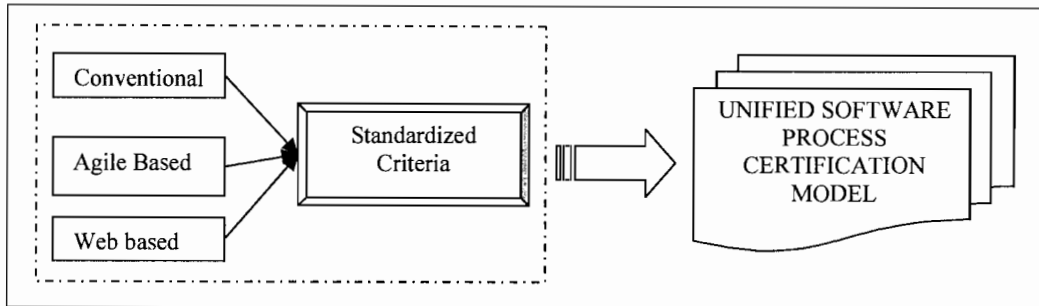 Conventional
Agile Based
Web based
Standardized
Criteria
UNIFIED SOFTWARE
PROCESS
CERTIFICATION
MODEL